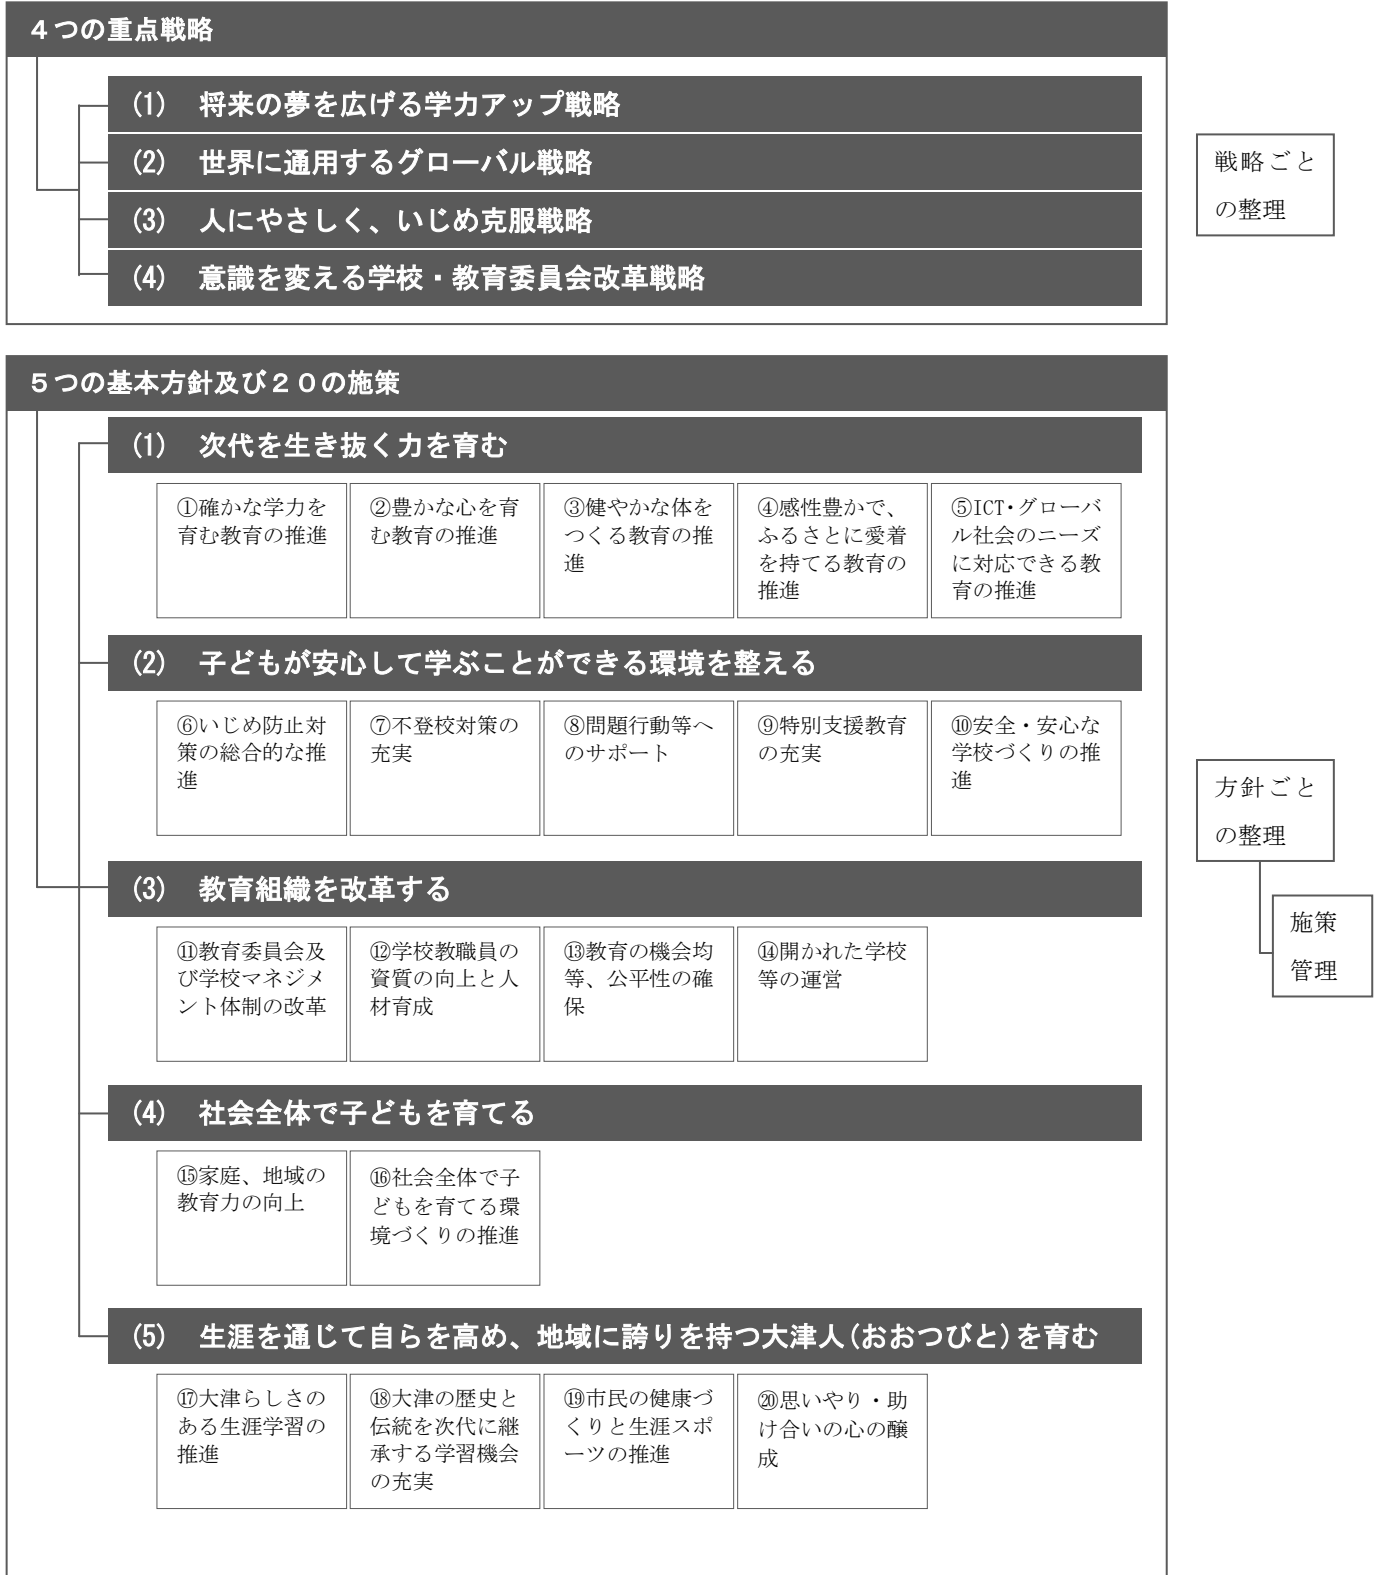 ４つの重点戦略
(1)　将来の夢を広げる学力アップ戦略
(2)　世界に通用するグローバル戦略
(3)　人にやさしく、いじめ克服戦略
(4)　意識を変える学校・教育委員会改革戦略
戦略ごと
の整理
５つの基本方針及び２０の施策
(1)　次代を生き抜く力を育む
①確かな学力を
育む教育の推進
②豊かな心を育
む教育の推進
③健やかな体を
つくる教育の推
進
④感性豊かで、
ふるさとに愛着
を持てる教育の
推進
⑤ICT・グローバ
ル社会のニーズ
に対応できる教
育の推進
(2)　子どもが安心して学ぶことができる環境を整える
⑥いじめ防止対
策の総合的な推
進
⑦不登校対策の
充実
⑧問題行動等へ
のサポート
⑨特別支援教育
の充実
⑩安全・安心な
学校づくりの推
進
方針ごと
の整理
施策
管理
(3)　教育組織を改革する
⑪教育委員会及
び学校マネジメ
ント体制の改革
⑫学校教職員の
資質の向上と人
材育成
⑬教育の機会均
等、公平性の確
保
⑭開かれた学校
等の運営
(4)　社会全体で子どもを育てる
⑮家庭、地域の
教育力の向上
⑯社会全体で子
どもを育てる環
境づくりの推進
(5)　生涯を通じて自らを高め、地域に誇りを持つ大津人(おおつびと)を育む
⑰大津らしさの
ある生涯学習の
推進
⑱大津の歴史と
伝統を次代に継
承する学習機会
の充実
⑲市民の健康づ
くりと生涯スポ
ーツの推進
⑳思いやり・助
け合いの心の醸
成